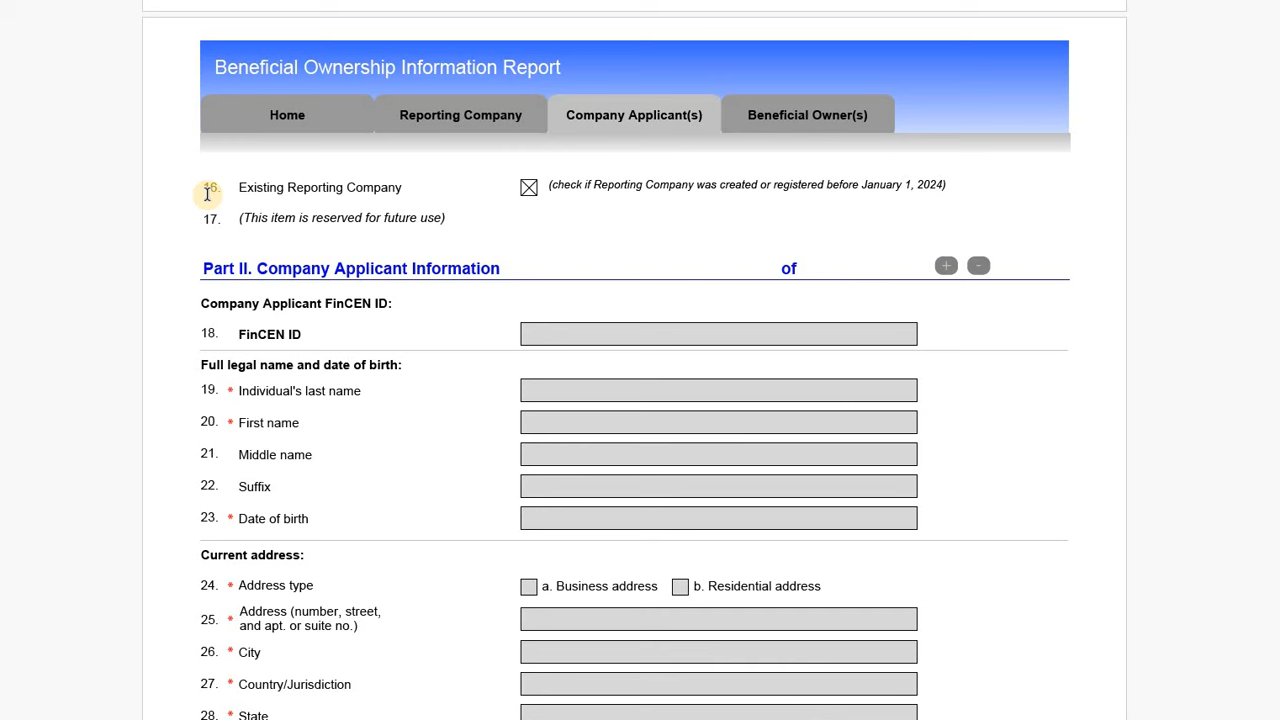 Beneficial Ownership Information Report
Home Reporting Company Company Applicant(s) Beneficial Owner(s)
16. Existing Reporting Company (check if Reporting Company was created or registered before January 1, 2024)
17. (This item is reserved for future use)
Part II. Company Applicant Information of + -
Company Applicant FinCEN ID:
18. FinCEN ID
Full legal name and date of birth:
19. * Individual's last name
20. * First name
21. Middle name
22. Suffix
23. * Date of birth
Current address:
24. * Address type a. Business address b. Residential address
25. * Address (number, street,
and apt. or suite no.)
26. * City
27. * Country/Jurisdiction
28. * State